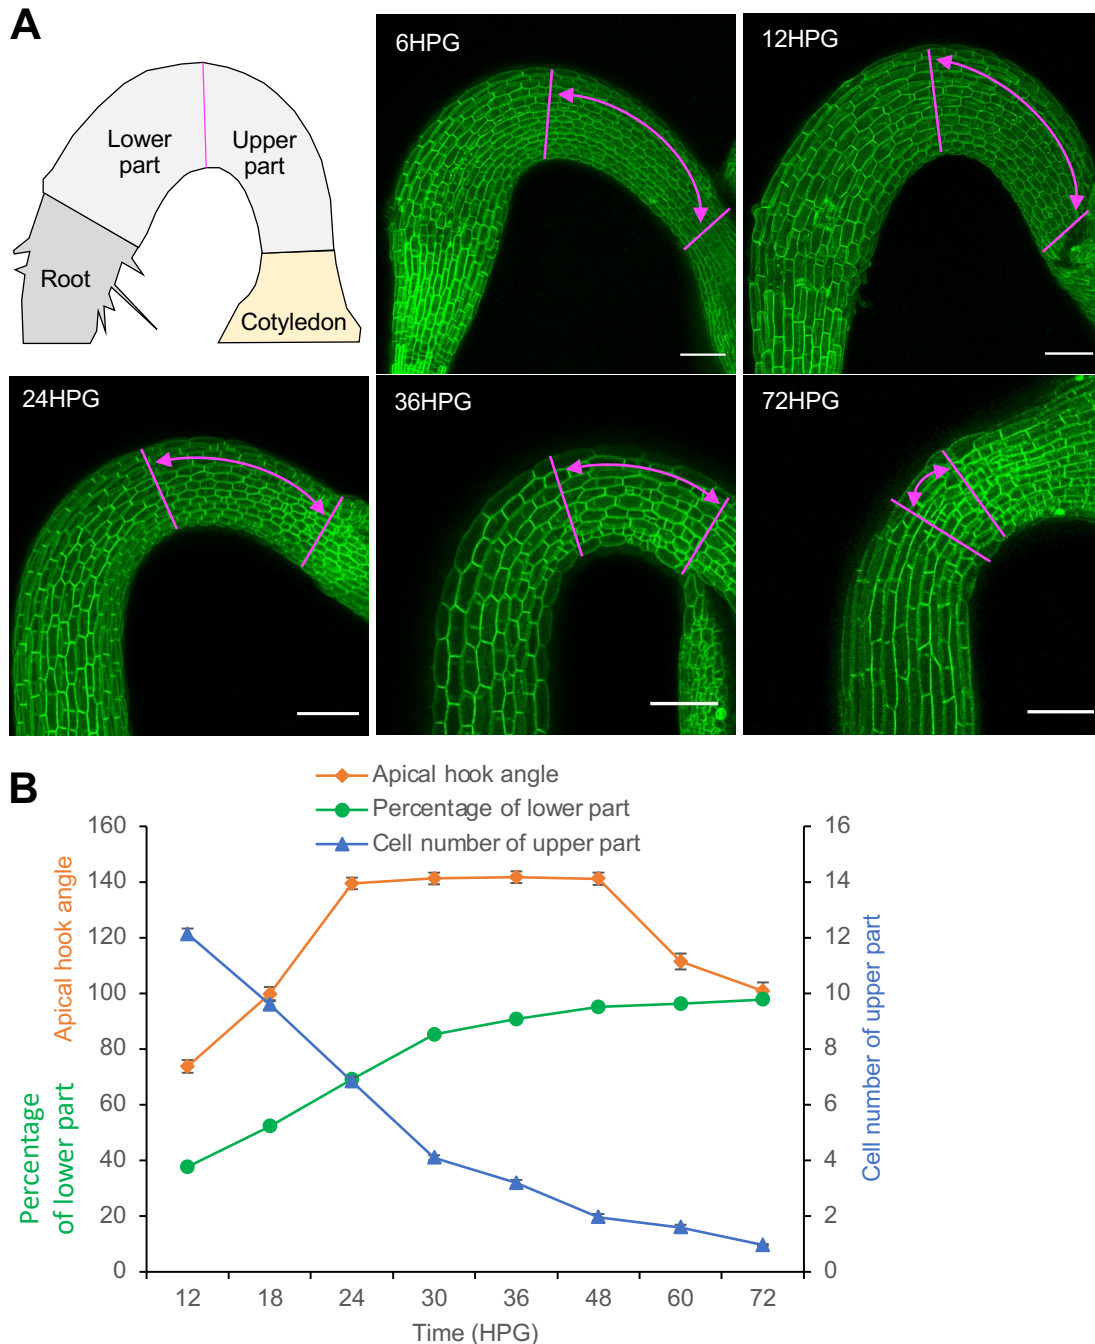 A
Lower
part
Upper
part
Root
Cotyledon
6HPG
12HPG
24HPG
36HPG
72HPG
B
Apical hook angle
Percentage of lower part
Cell number of upper part
Apical hook angle
Percentage
of lower part
160
140
120
100
80
60
40
20
0
16
14
12
10
8
6
4
2
0
Cell number of upper part
12 18 24 30 36 48 60 72
Time (HPG)